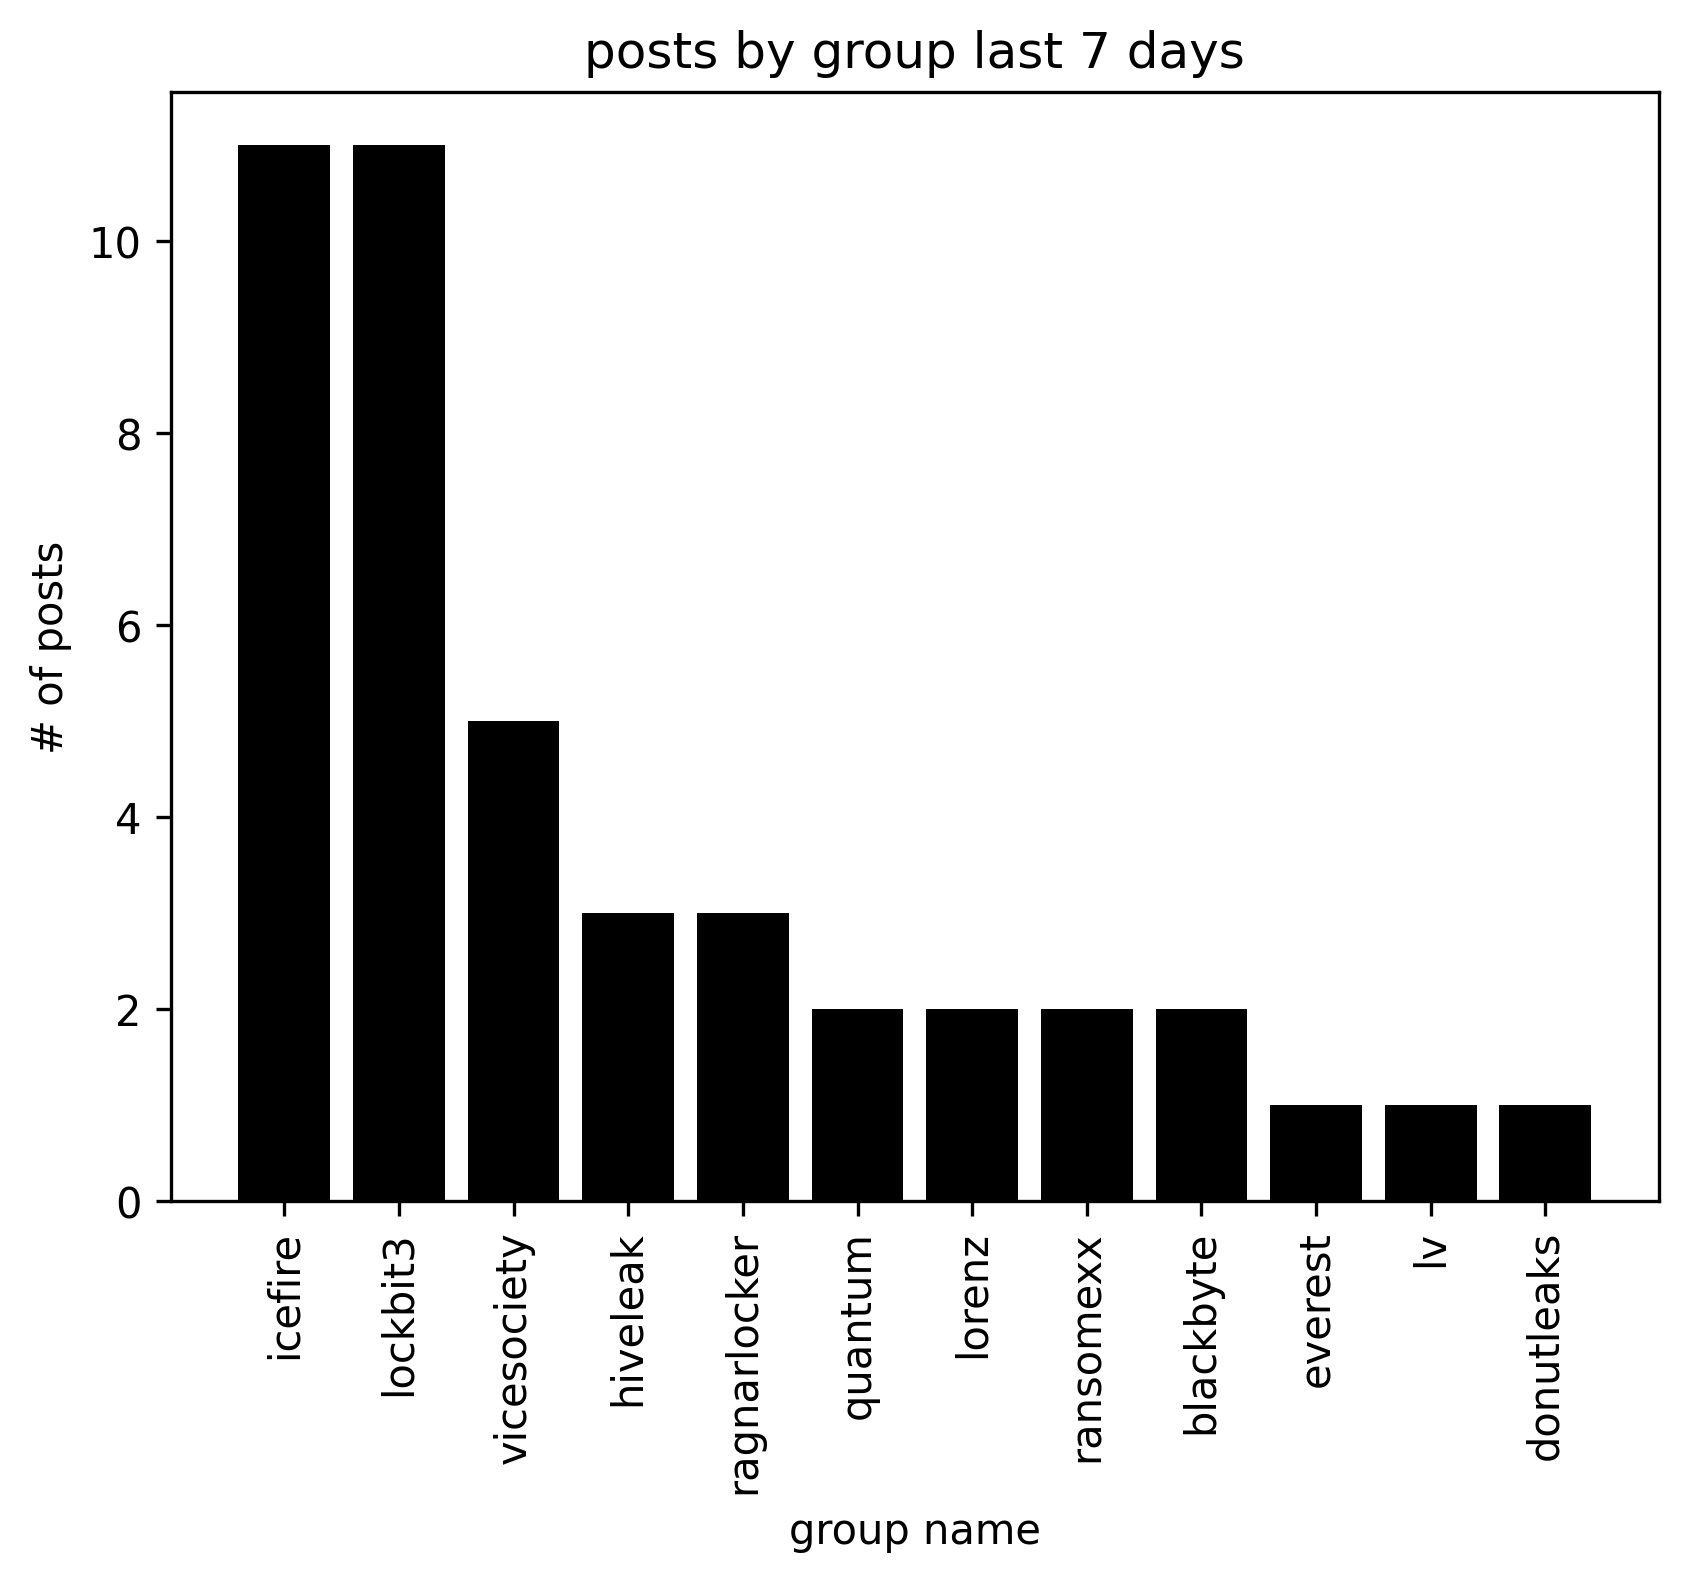 posts by group last 7 days
# of posts
10
8
6
4
2
0
icefire
lockbit3
vicesociety
hiveleak
ragnarlocker
quantum
lorenz
ransomexx
blackbyte
everest
lv
donutleaks
group name